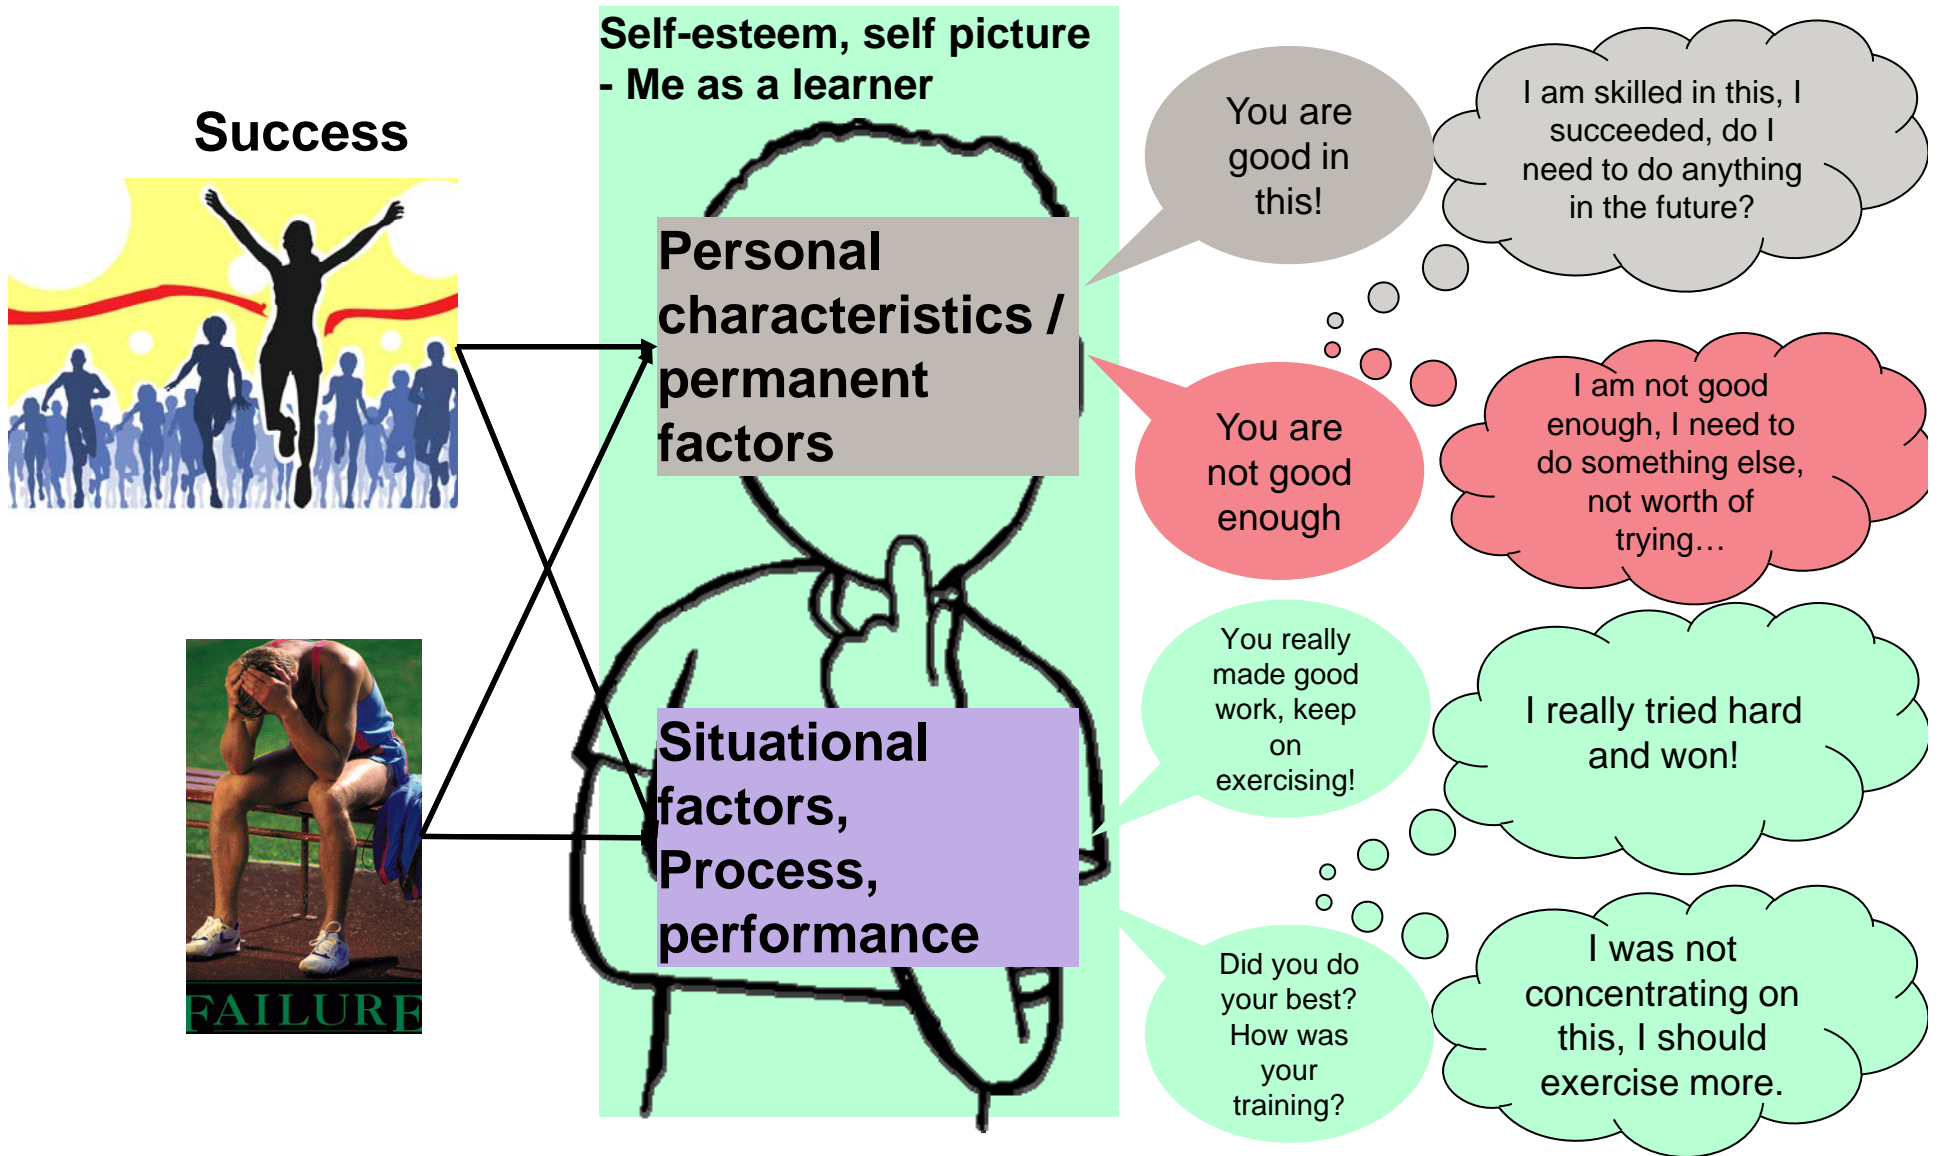 Self-esteem, self picture
- Me as a learner
Success
FAILURE
Personal
characteristics /
permanent
factors
Situational
factors,
Process,
performance
You are
good in
this!
I am skilled in this, I
succeeded, do I
need to do anything
in the future?
You are
not good
enough
I am not good
enough, I need to
do something else,
not worth of
trying…
You really
made good
work, keep
on
exercising!
I really tried hard
and won!
Did you do
your best?
How was
your
training?
I was not
concentrating on
this, I should
exercise more.